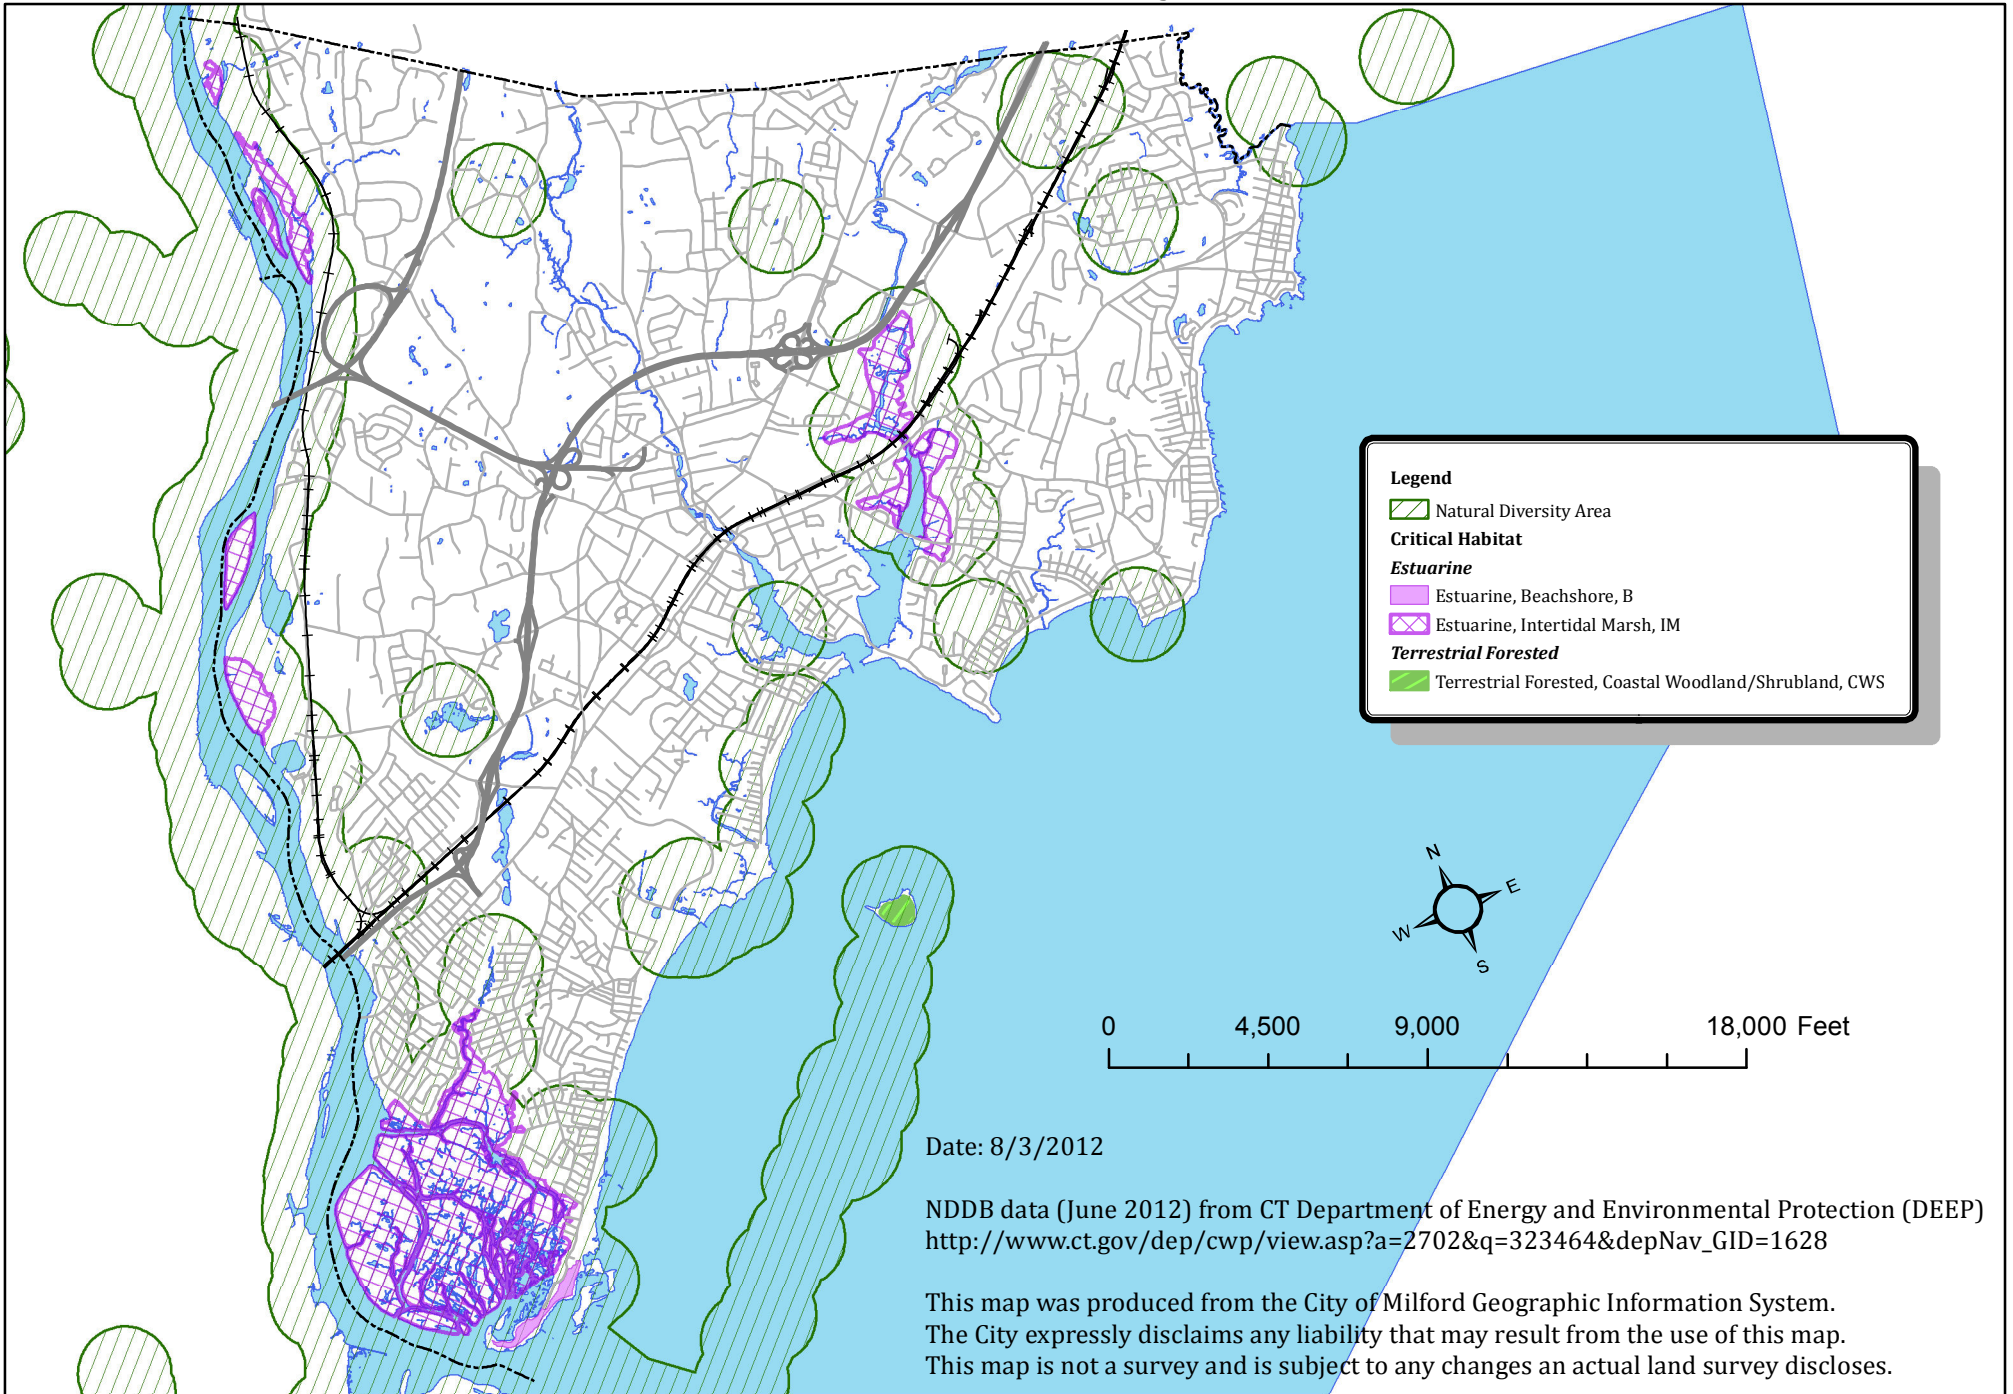 Legend
Natural Diversity Area
Critical Habitat
Estuarine
Estuarine, Beachshore, B
Estuarine, Intertidal Marsh, IM
Terrestrial Forested
Terrestrial Forested, Coastal Woodland/Shrubland, CWS
N
E
W
S
0 4,500 9,000 18,000 Feet
Date: 8/3/2012
NDDB data (June 2012) from CT Department of Energy and Environmental Protection (DEEP)
http://www.ct.gov/dep/cwp/view.asp?a=2702&q=323464&depNav_GID=1628
This map was produced from the City of Milford Geographic Information System.
The City expressly disclaims any liability that may result from the use of this map.
This map is not a survey and is subject to any changes an actual land survey discloses.